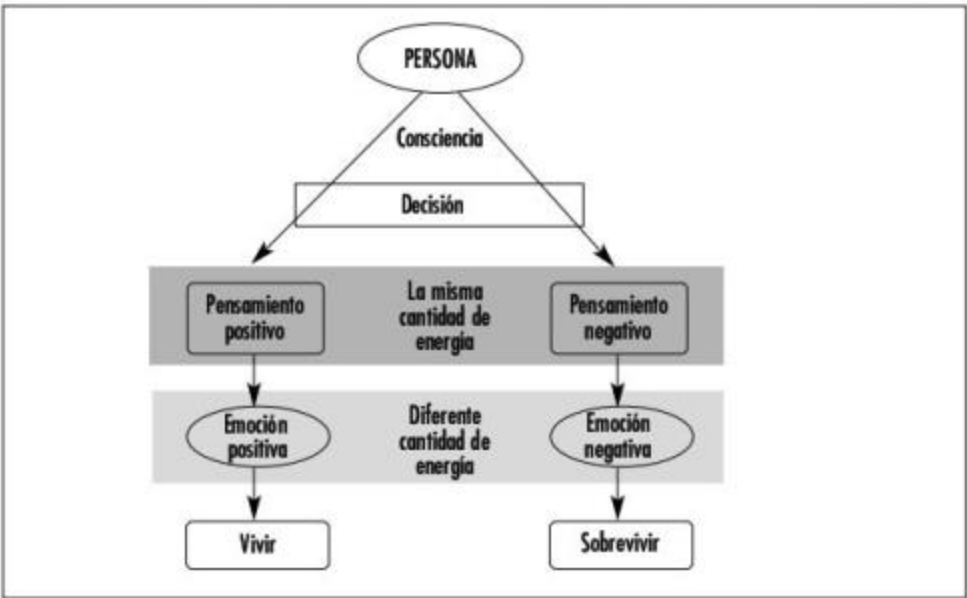 PERSONA
Consciencia
Decisión
Pensamiento
positivo
La misma
cantidad de
energía
Pensamiento
negativo
Emoción
positiva
Diferente
cantidad de
energía
Emoción
negativa
Vivir
Sobrevivir